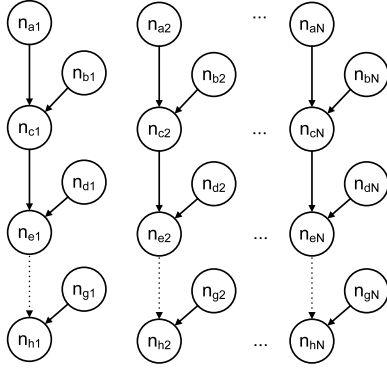 n_a1 n_a2 ... n_aN
n_b1 n_b2 n_bN
n_c1 n_c2 ... n_cN
n_d1 n_d2 n_dN
n_e1 n_e2 ... n_eN
n_g1 n_g2 n_gN
n_h1 n_h2 ... n_hN